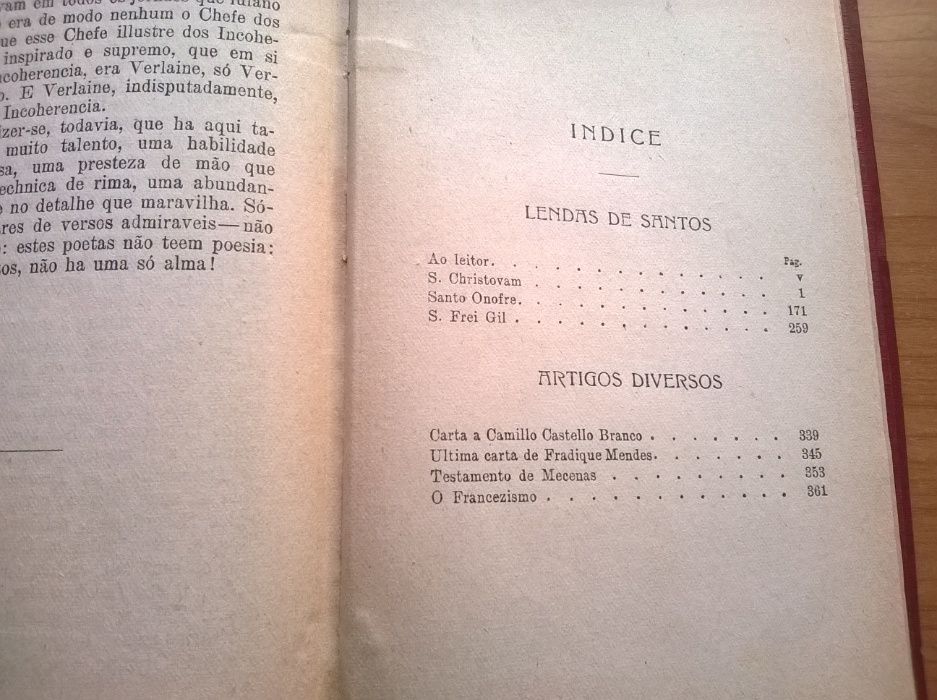 era de modo nenhum o Chefe dos
ue esse Chefe illustre dos Incohe-
inspirado e supremo, que em si
ncoherencia, era Verlaine, só Ver-
o. E Verlaine, indisputadamente,
Incoherencia.
izer-se, todavia, que ha aqui ta-
muito talento, uma habilidade
sa, uma presteza de mão que
echnica de rima, uma abundan-
e no detalhe que maravilha. Só-
res de versos admiraveis—não
: estes poetas não teem poesia:
os, não ha uma só alma!
INDICE
LENDAS DE SANTOS
Pag.
Ao leitor. . . . . . . . . . . . . V
S. Christovam . . . . . . . . . . . . 1
Santo Onofre. . . . . . . . . . . . . 171
S. Frei Gil . . . . . . . . . . . . . 259
ARTIGOS DIVERSOS
Carta a Camillo Castello Branco . . . . . . . 339
Ultima carta de Fradique Mendes. . . . . . . 345
Testamento de Mecenas . . . . . . . . . 353
O Francezismo . . . . . . . . . . . 361